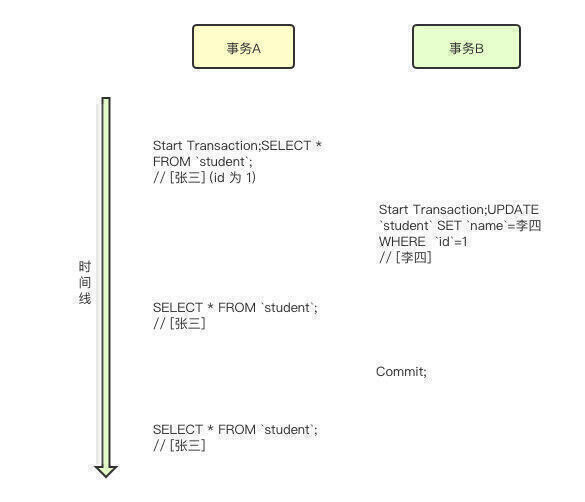 事务A
事务B
Start Transaction;SELECT *
FROM `student`;
// [张三] (id 为 1)
Start Transaction;UPDATE
`student` SET `name`=李四
WHERE  `id`=1
// [李四]
时
间
线
SELECT * FROM `student`;
// [张三]
Commit;
SELECT * FROM `student`;
// [张三]